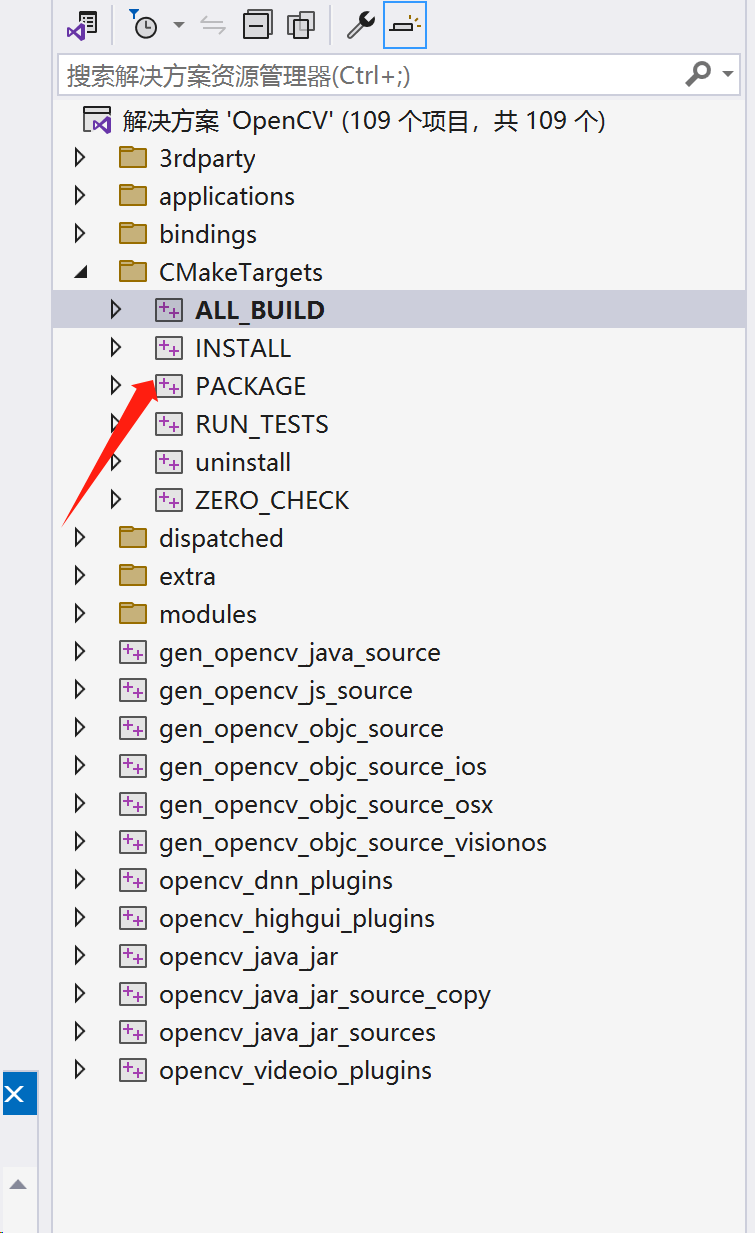 搜索解决方案资源管理器(Ctrl+;)
解决方案 'OpenCV' (109 个项目，共 109 个)
3rdparty
applications
bindings
CMakeTargets
ALL_BUILD
INSTALL
PACKAGE
RUN_TESTS
uninstall
ZERO_CHECK
dispatched
extra
modules
gen_opencv_java_source
gen_opencv_js_source
gen_opencv_objc_source
gen_opencv_objc_source_ios
gen_opencv_objc_source_osx
gen_opencv_objc_source_visionos
opencv_dnn_plugins
opencv_highgui_plugins
opencv_java_jar
opencv_java_jar_source_copy
opencv_java_jar_sources
opencv_videoio_plugins